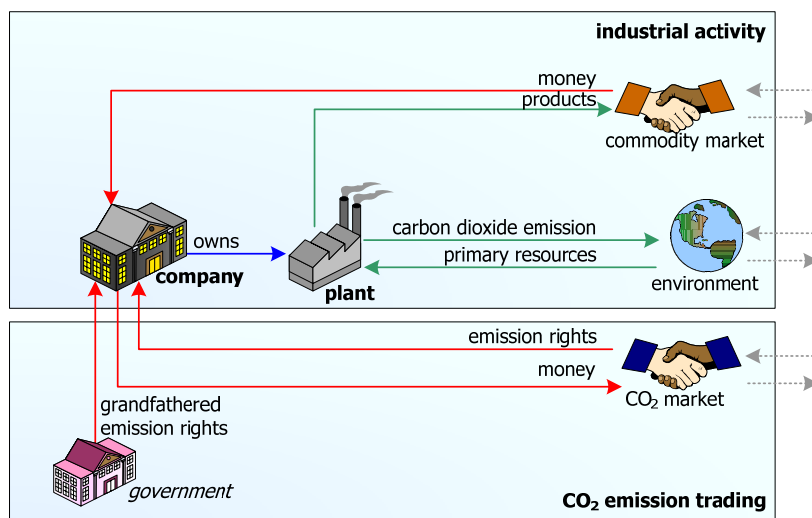 industrial activity
money
products
commodity market
owns
company
plant
carbon dioxide emission
primary resources
environment
emission rights
money
CO₂ market
grandfathered
emission rights
government
CO₂ emission trading